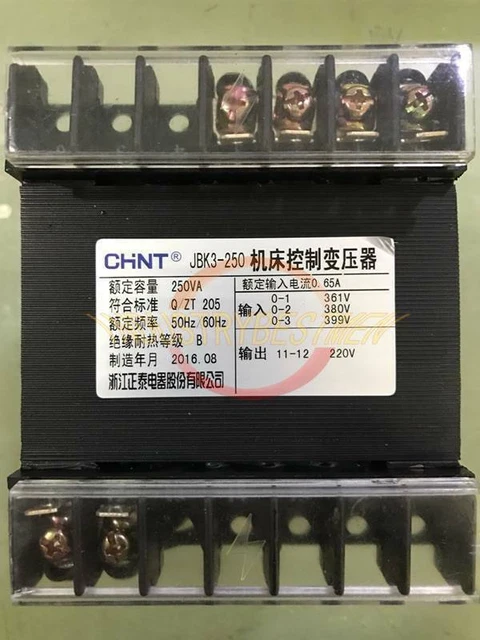 CHNT® JBK3-250 机床控制变压器
额定容量 250VA
符合标准 Q/ZT 205
额定频率 50Hz/60Hz
绝缘耐热等级 B
制造年月 2016.08
浙江正泰电器股份有限公司
额定输入电流0.65A
输入
0-1 361V
0-2 380V
0-3 399V
输出 11-12 220V